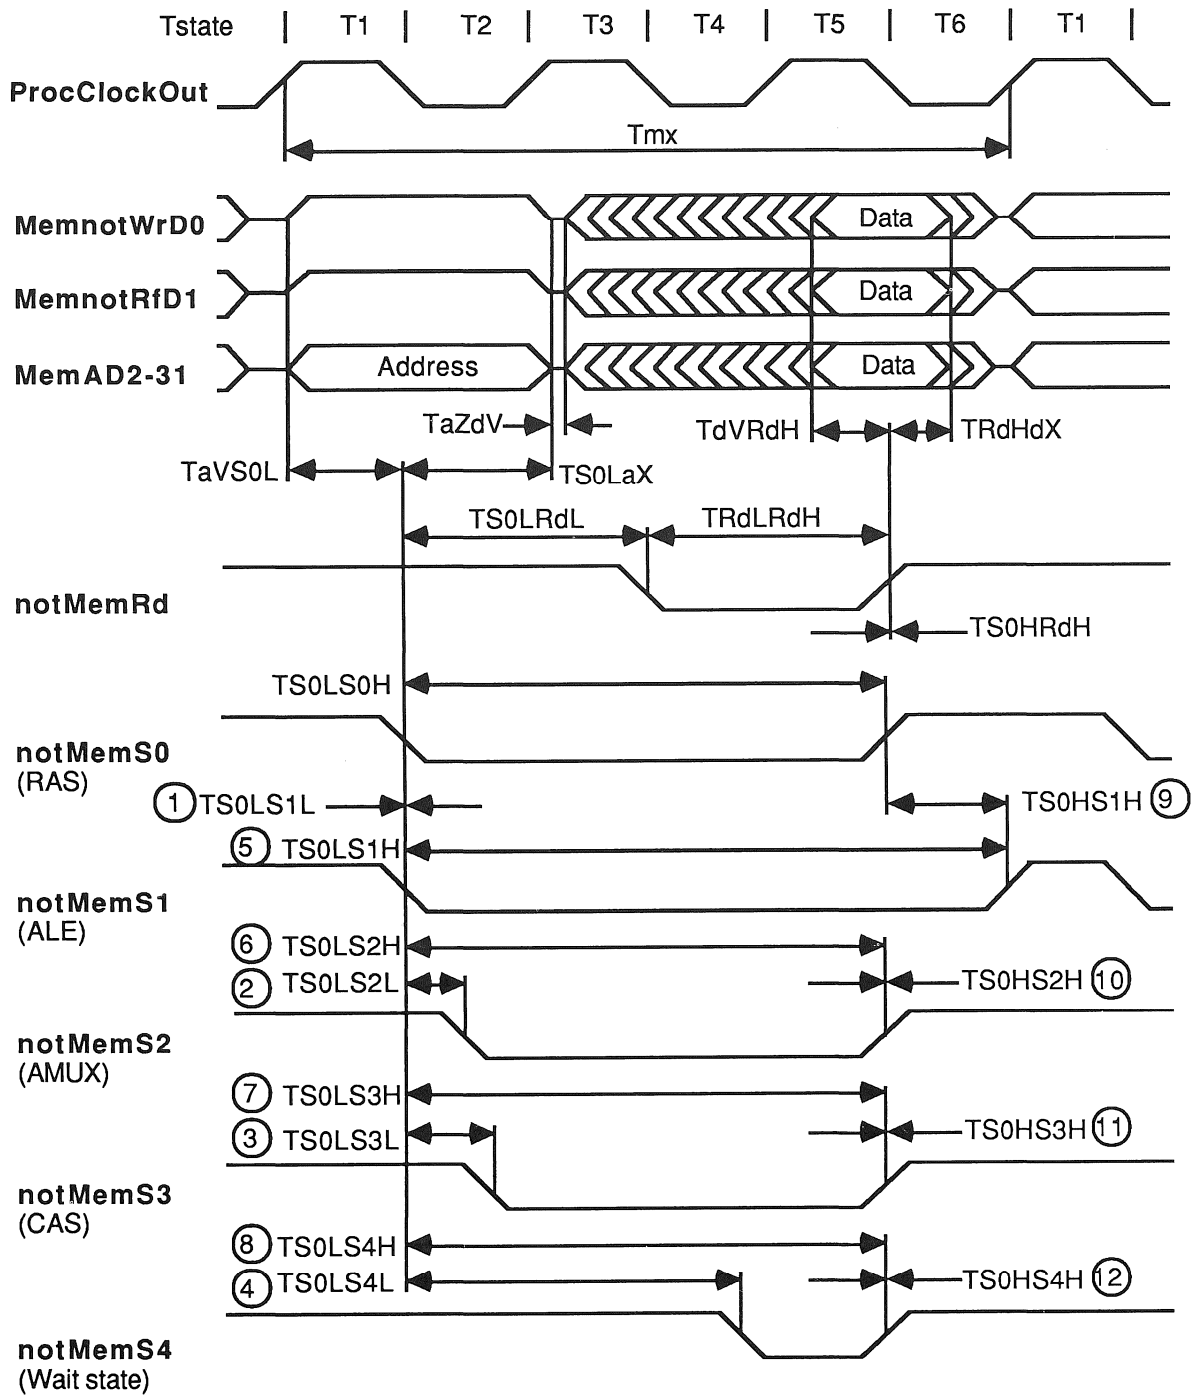 Tstate | T1 | T2 | T3 | T4 | T5 | T6 | T1 |
ProcClockOut
Tmx
MemnotWrD0
Data
MemnotRfD1
Data
MemAD2-31
Address
Data
TaZdV
TdVRdH
TRdHdX
TaVS0L
TS0LaX
TS0LRdL
TRdLRdH
notMemRd
TS0HRdH
TS0LS0H
notMemS0
(RAS)
1 TS0LS1L
TS0HS1H 9
5 TS0LS1H
notMemS1
(ALE)
6 TS0LS2H
2 TS0LS2L
TS0HS2H 10
notMemS2
(AMUX)
7 TS0LS3H
3 TS0LS3L
TS0HS3H 11
notMemS3
(CAS)
8 TS0LS4H
4 TS0LS4L
TS0HS4H 12
notMemS4
(Wait state)